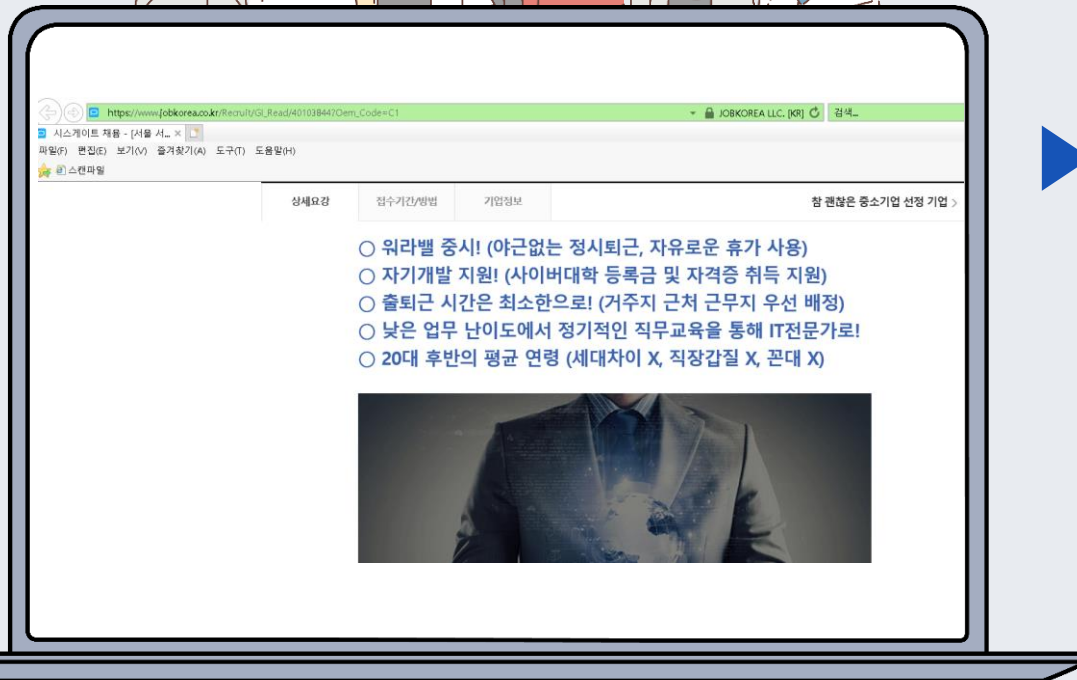 https://www.jobkorea.co.kr/Recruit/GI_Read/40103844?Oem_Code=C1
JOBKOREA LLC. [KR]
검색...
시스게이트 채용 - [서울 서...
파일(F) 편집(E) 보기(V) 즐겨찾기(A) 도구(T) 도움말(H)
스캔파일
상세요강 접수기간/방법 기업정보 참 괜찮은 중소기업 선정 기업 >
○ 워라밸 중시! (야근없는 정시퇴근, 자유로운 휴가 사용)
○ 자기개발 지원! (사이버대학 등록금 및 자격증 취득 지원)
○ 출퇴근 시간은 최소한으로! (거주지 근처 근무지 우선 배정)
○ 낮은 업무 난이도에서 정기적인 직무교육을 통해 IT전문가로!
○ 20대 후반의 평균 연령 (세대차이 X, 직장갑질 X, 꼰대 X)